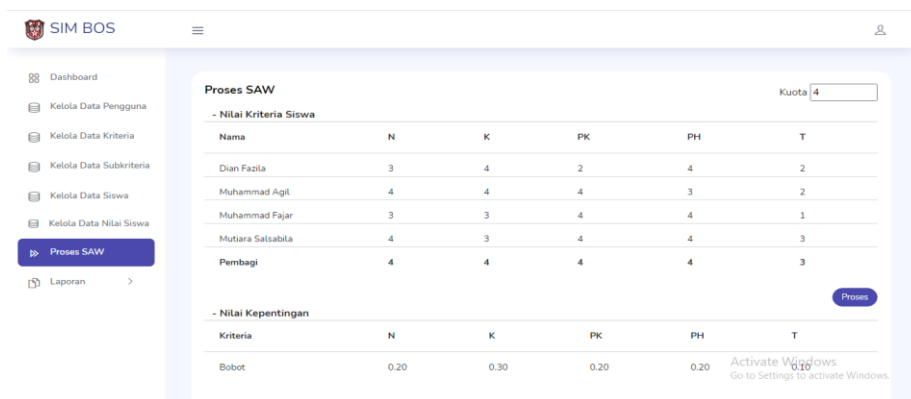 SIM BOS
Dashboard
Kelola Data Pengguna
Kelola Data Kriteria
Kelola Data Subkriteria
Kelola Data Siswa
Kelola Data Nilai Siswa
Proses SAW
Laporan >
Proses SAW Kuota 4
- Nilai Kriteria Siswa
Nama N K PK PH T
Dian Fazila 3 4 2 4 2
Muhammad Agil 4 4 4 3 2
Muhammad Fajar 3 3 4 4 1
Mutiara Salsabila 4 3 4 4 3
Pembagi 4 4 4 4 3
Proses
- Nilai Kepentingan
Kriteria N K PK PH T
Bobot 0.20 0.30 0.20 0.20 0.10
Activate Windows
Go to Settings to activate Windows.